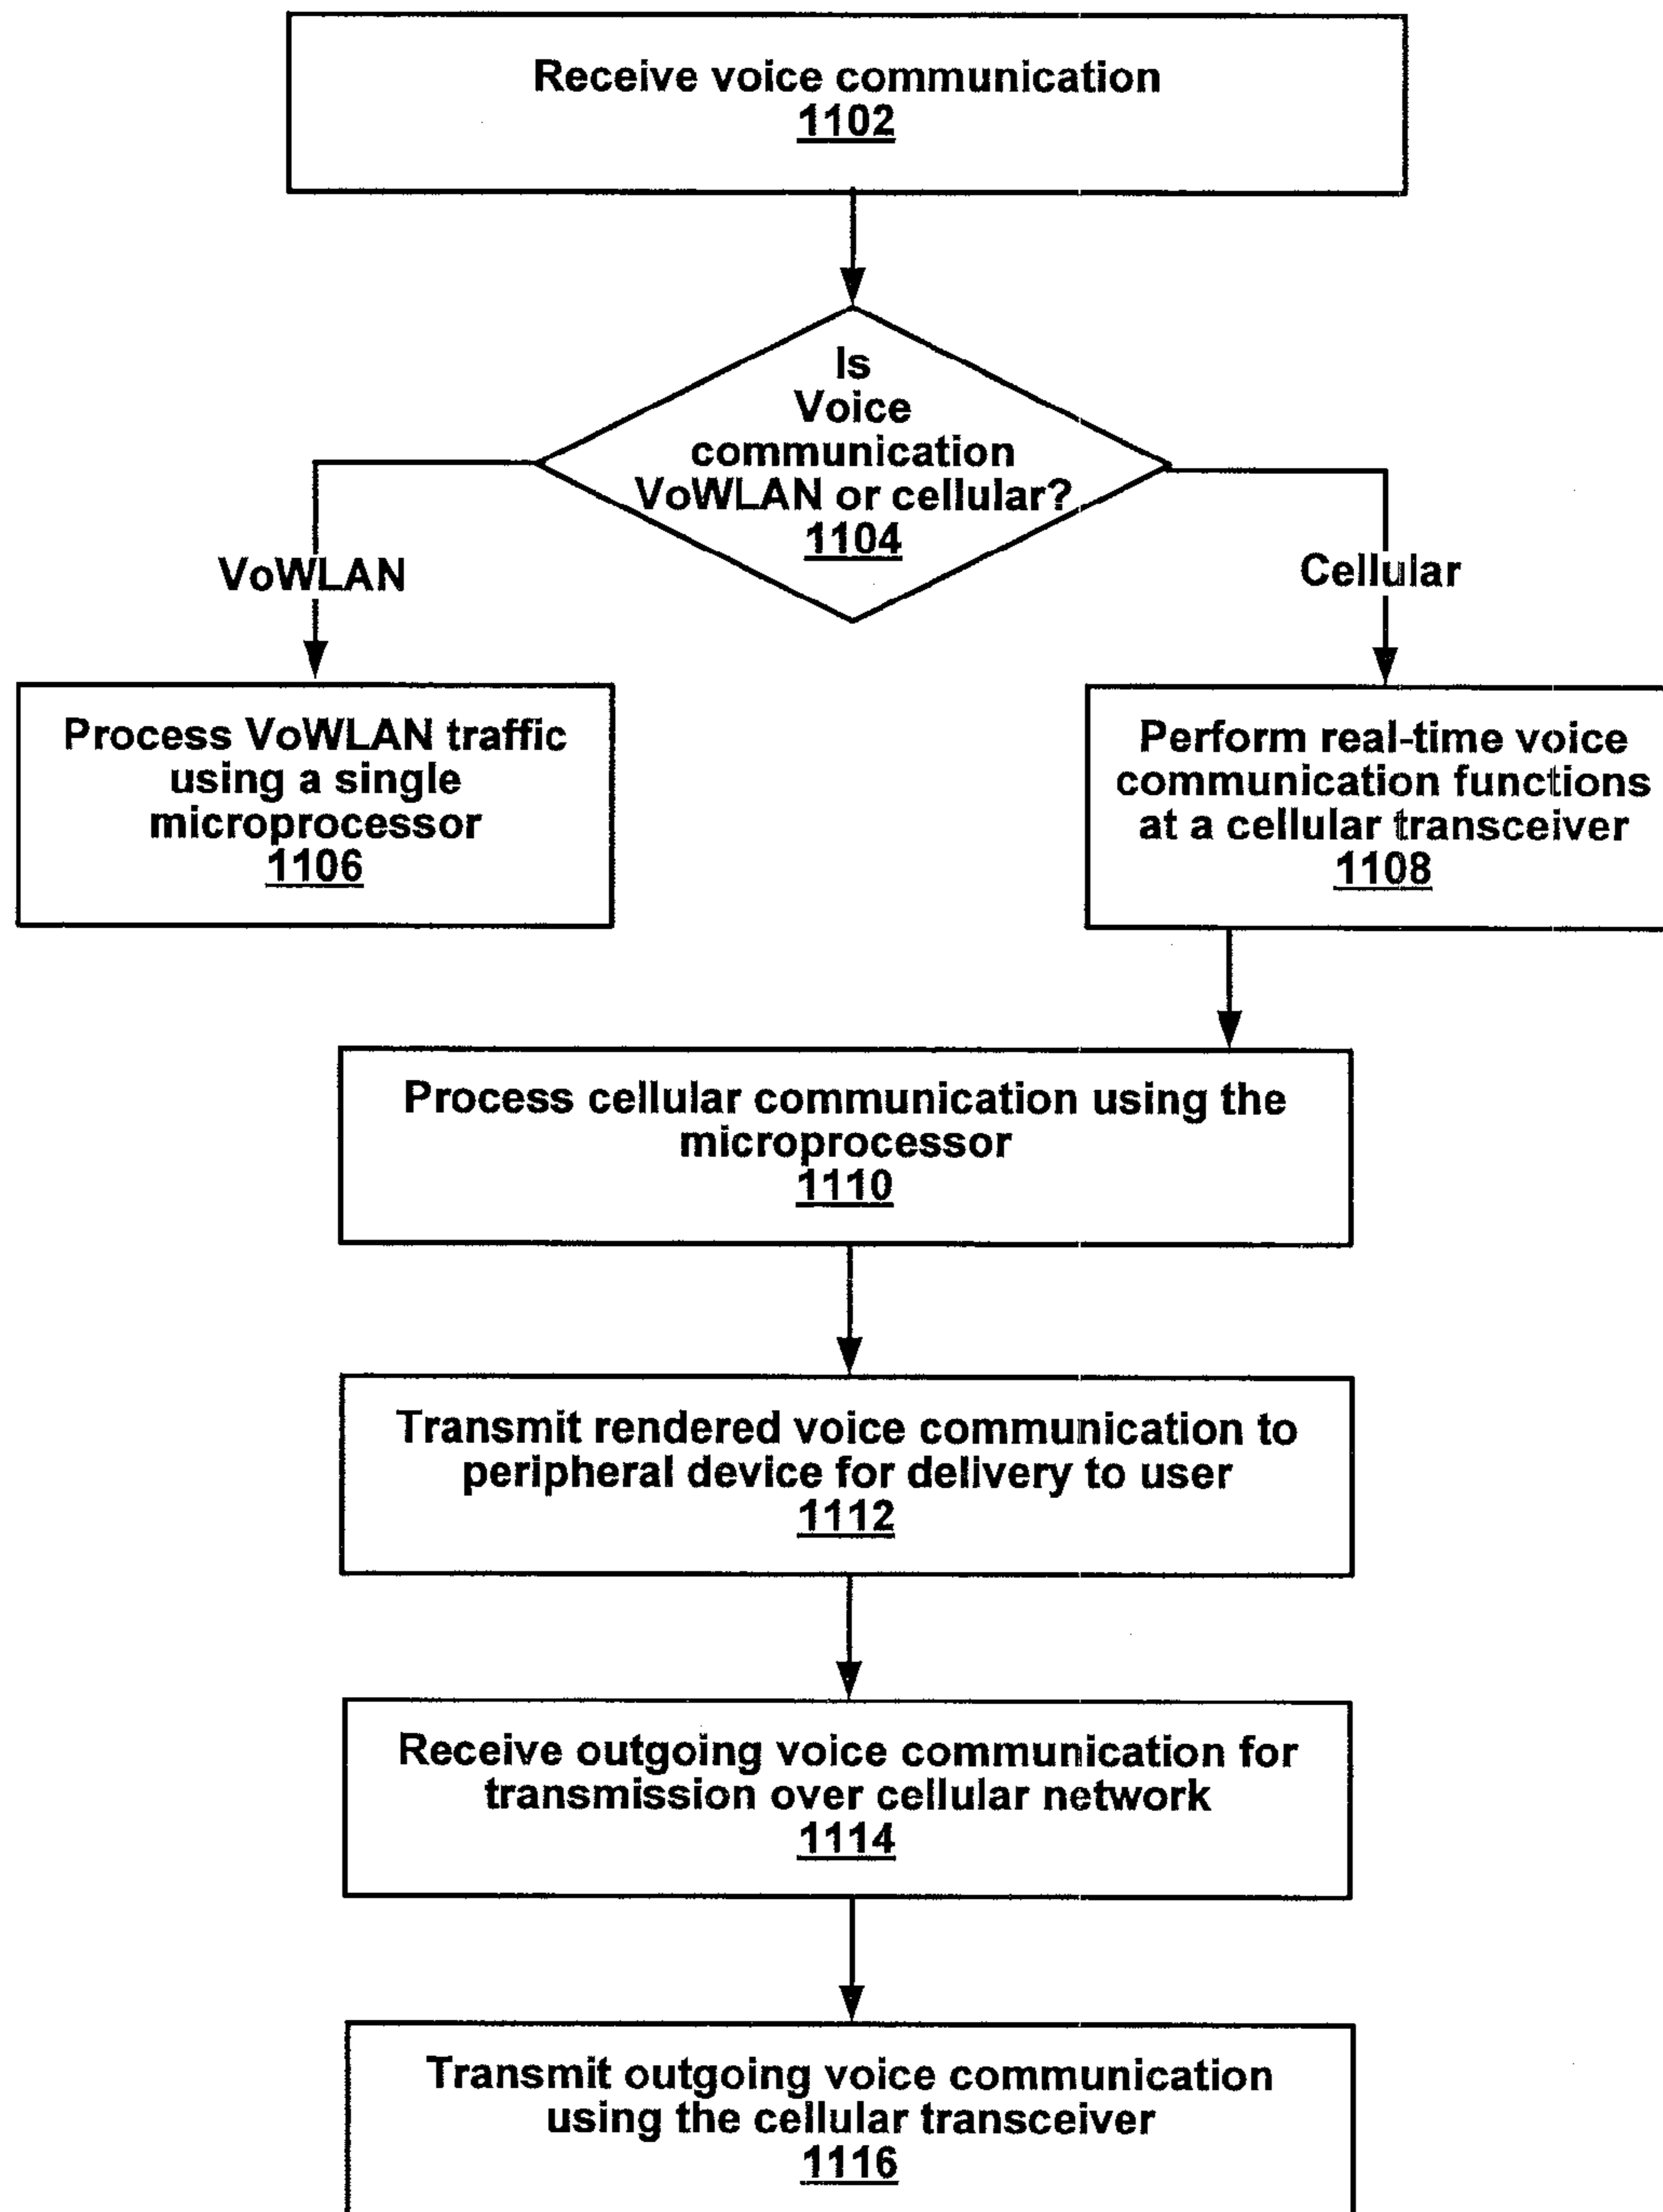 Receive voice communication
1102
Is
Voice
communication
VoWLAN or cellular?
1104
VoWLAN
Cellular
Process VoWLAN traffic
using a single
microprocessor
1106
Perform real-time voice
communication functions
at a cellular transceiver
1108
Process cellular communication using the
microprocessor
1110
Transmit rendered voice communication to
peripheral device for delivery to user
1112
Receive outgoing voice communication for
transmission over cellular network
1114
Transmit outgoing voice communication
using the cellular transceiver
1116